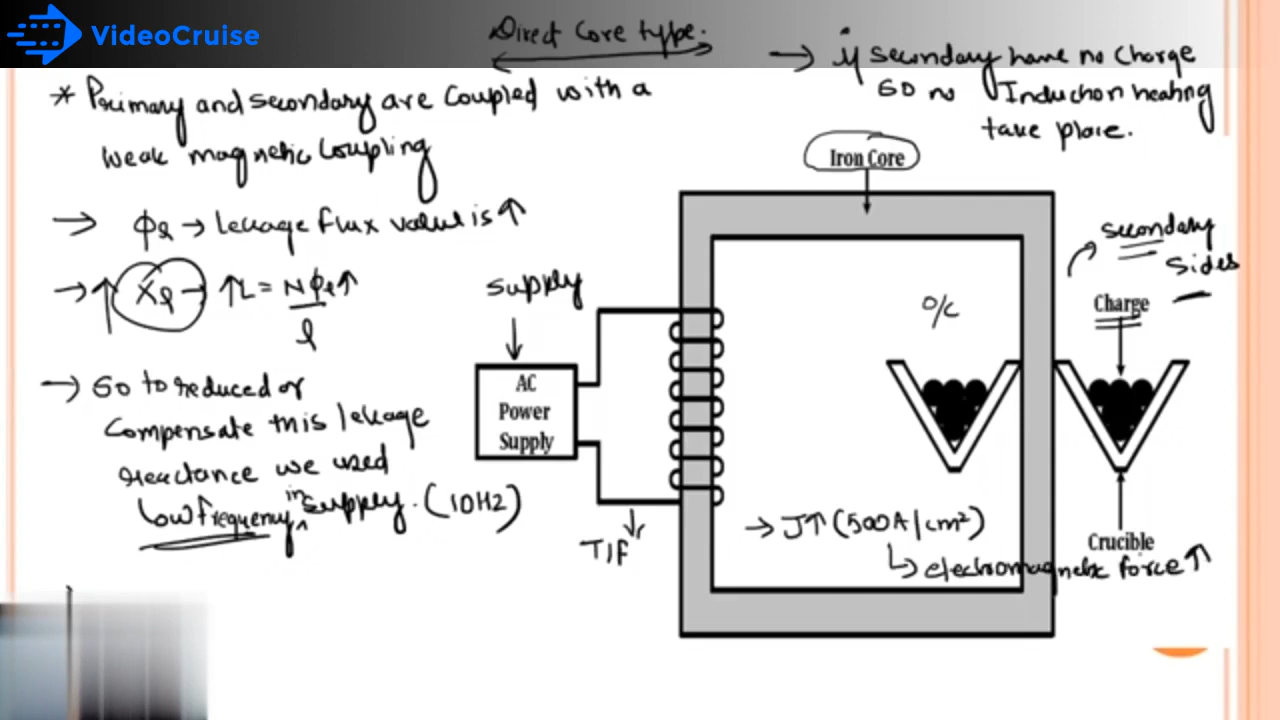 VideoCruise
Direct Core type.
* Primary and secondary are coupled with a
weak magnetic coupling
→ φℓ → leakage flux value is ↑
→ ↑ Xℓ → ↑L = Nφℓ↑
ℓ
→ So to reduced or
compensate this leakage
reactance we used
low frequency in supply. (10HZ)
→ if secondary have no charge
so no Induction heating
take place.
Iron Core
secondary
sides
Charge
supply
O/C
AC
Power
Supply
T/F
→ J↑ (500A/cm²)
↳ electromagnetic force ↑
Crucible